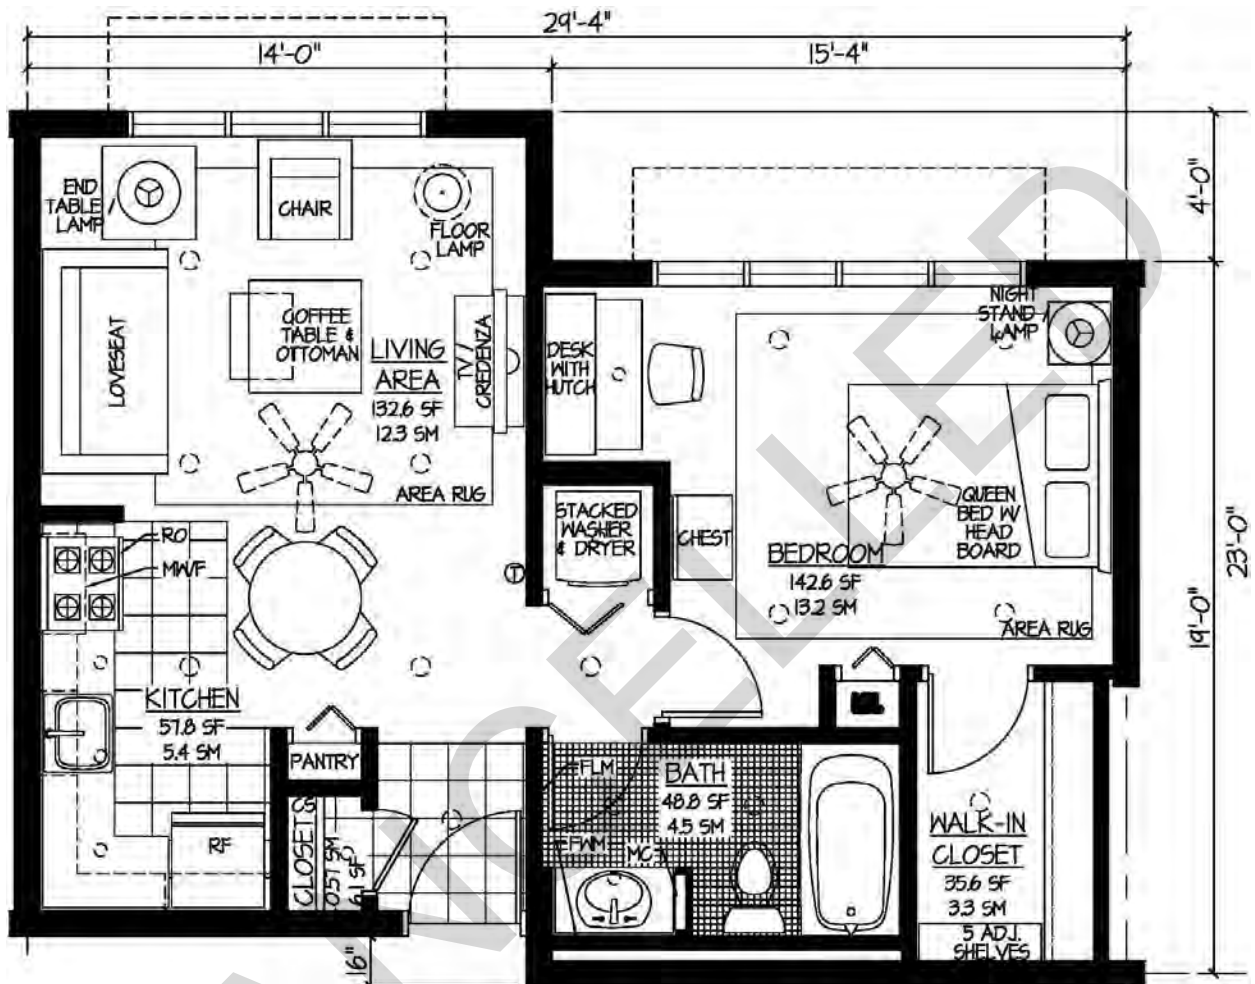 29'-4"
14'-0"
15'-4"
4'-0"
23'-0"
19'-0"
END
TABLE/
LAMP
CHAIR
FLOOR
LAMP
LOVESEAT
COFFEE
TABLE &
OTTOMAN
LIVING
AREA
132.6 SF
12.3 SM
TV /
CREDENZA
AREA RUG
DESK
WITH
HUTCH
NIGHT
STAND /
LAMP
QUEEN
BED W/
HEAD
BOARD
CHEST
BEDROOM
142.6 SF
13.2 SM
AREA RUG
STACKED
WASHER
& DRYER
T
RO
MWF
KITCHEN
57.8 SF
5.4 SM
RF
PANTRY
CLOSET CS
0.57 SM
6.1 SF
FLM
FWM
MC
BATH
48.8 SF
4.5 SM
WALK-IN
CLOSET
35.6 SF
3.3 SM
5 ADJ.
SHELVES
16"
NCELLED